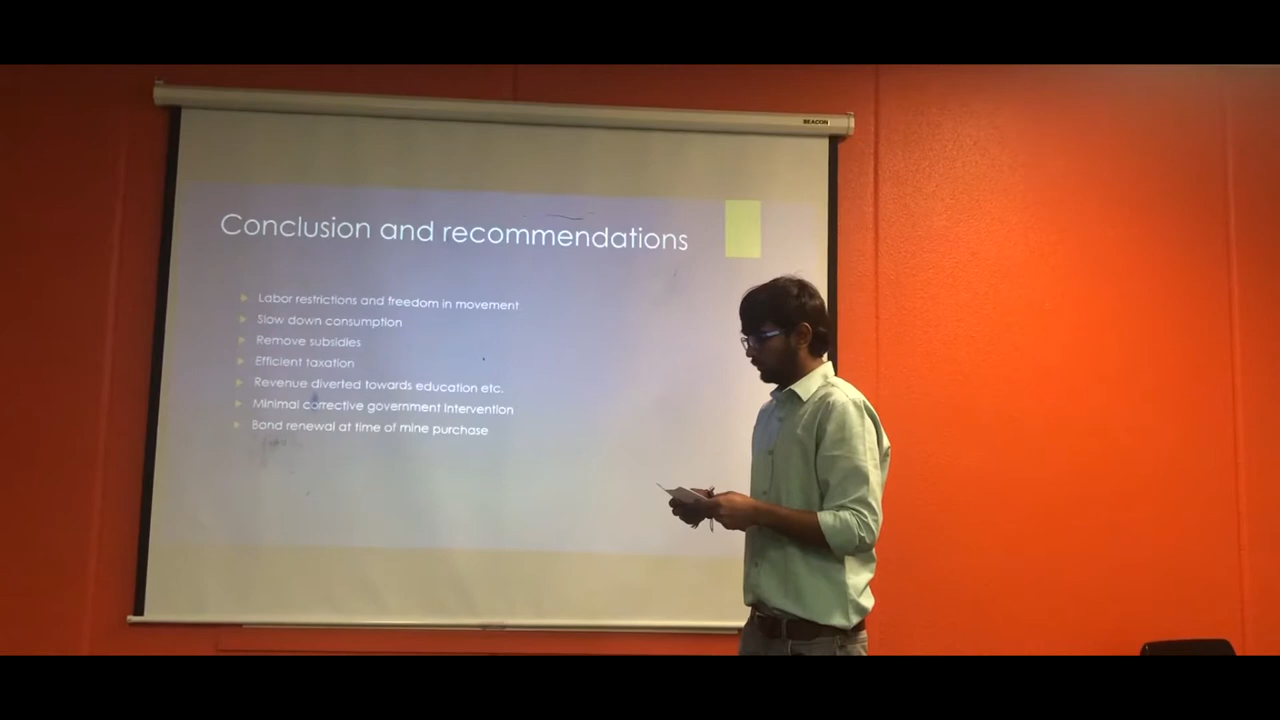 BEACON
Conclusion and recommendations
Labor restrictions and freedom in movement
Slow down consumption
Remove subsidies
Efficient taxation
Revenue diverted towards education etc.
Minimal corrective government Intervention
Bond renewal at time of mine purchase